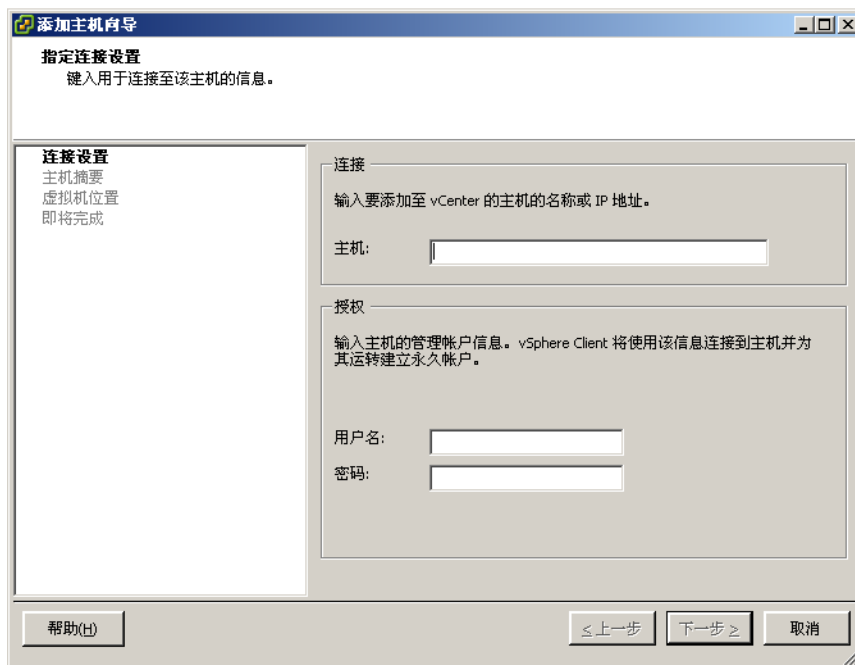 添加主机向导
指定连接设置
键入用于连接至该主机的信息。
连接设置
主机摘要
虚拟机位置
即将完成
连接
输入要添加至 vCenter 的主机的名称或 IP 地址。
主机:
授权
输入主机的管理帐户信息。vSphere Client 将使用该信息连接到主机并为
其运转建立永久帐户。
用户名:
密码:
帮助(H)
≤上一步
下一步 ≥
取消